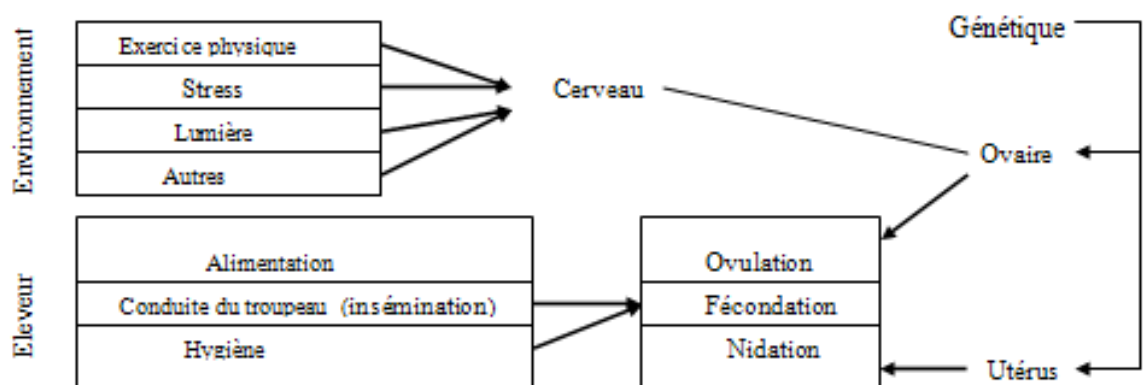 Environnement
Exercice physique
Stress
Lumière
Autres
Cerveau
Génétique
Ovaire
Eleveur
Alimentation
Conduite du troupeau (insémination)
Hygiène
Ovulation
Fécondation
Nidation
Utérus